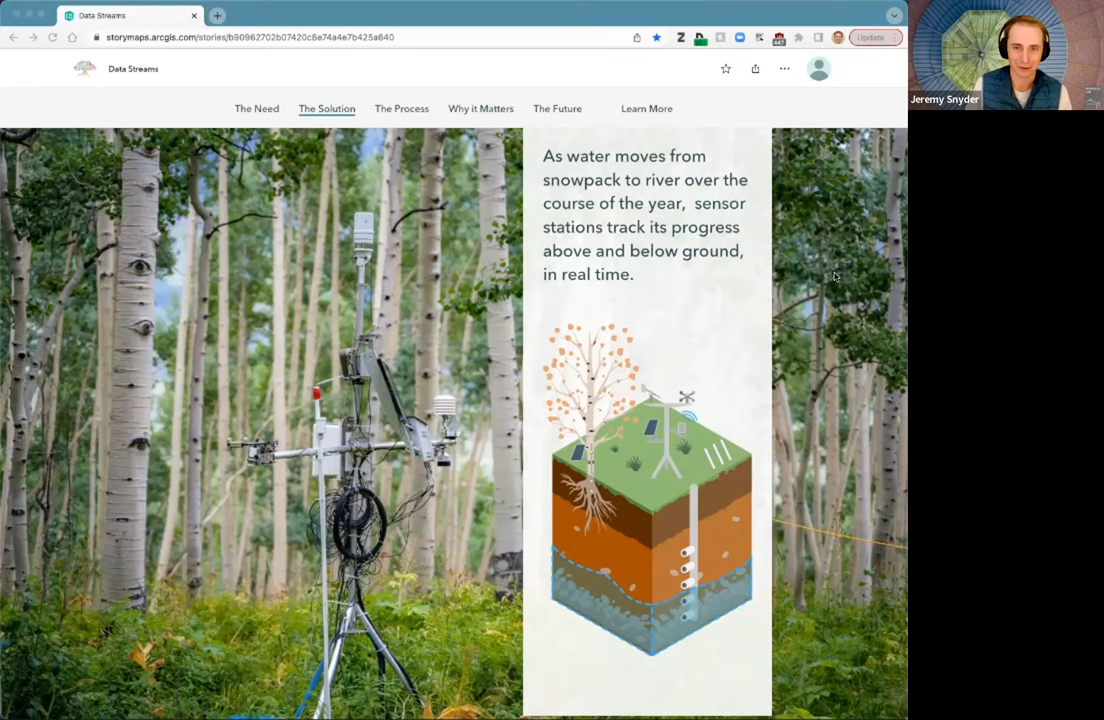 Data Streams
storymaps.arcgis.com/stories/b90962702b07420c8e74a4e7b425a640
Update
Data Streams
The Need The Solution The Process Why it Matters The Future Learn More
As water moves from
snowpack to river over the
course of the year, sensor
stations track its progress
above and below ground,
in real time.
Jeremy Snyder